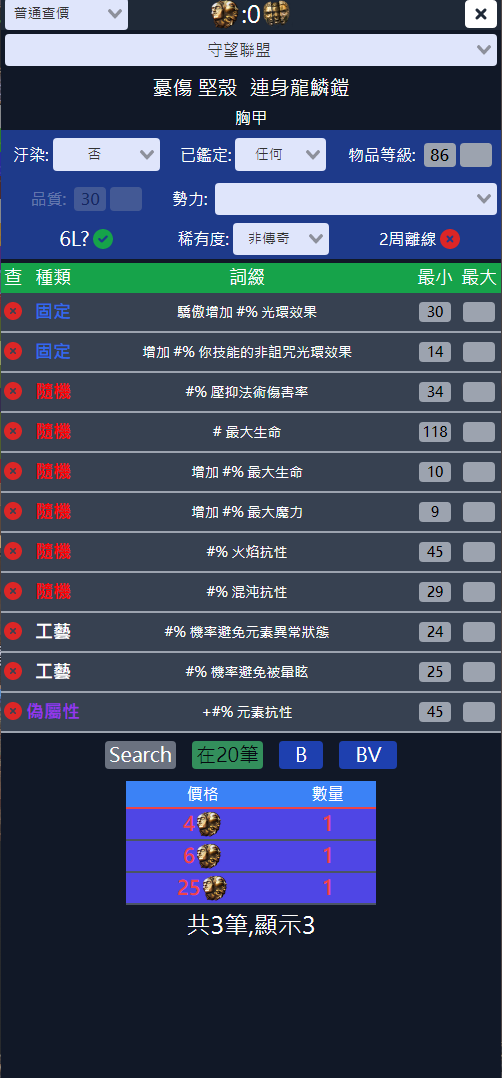 普通查價 :0
守望聯盟
憂傷 堅殼 連身龍鱗鎧
胸甲
汙染: 否 已鑑定: 任何 物品等級: 86
品質: 30 勢力:
6L? 稀有度: 非傳奇 2周離線
查 種類 詞綴 最小 最大
固定 驕傲增加 #% 光環效果 30
固定 增加 #% 你技能的非詛咒光環效果 14
隨機 #% 壓抑法術傷害率 34
隨機 # 最大生命 118
隨機 增加 #% 最大生命 10
隨機 增加 #% 最大魔力 9
隨機 #% 火焰抗性 45
隨機 #% 混沌抗性 29
工藝 #% 機率避免元素異常狀態 24
工藝 #% 機率避免被暈眩 25
偽屬性 +#% 元素抗性 45
Search 在20筆 B BV
價格 數量
4 1
6 1
25 1
共3筆,顯示3